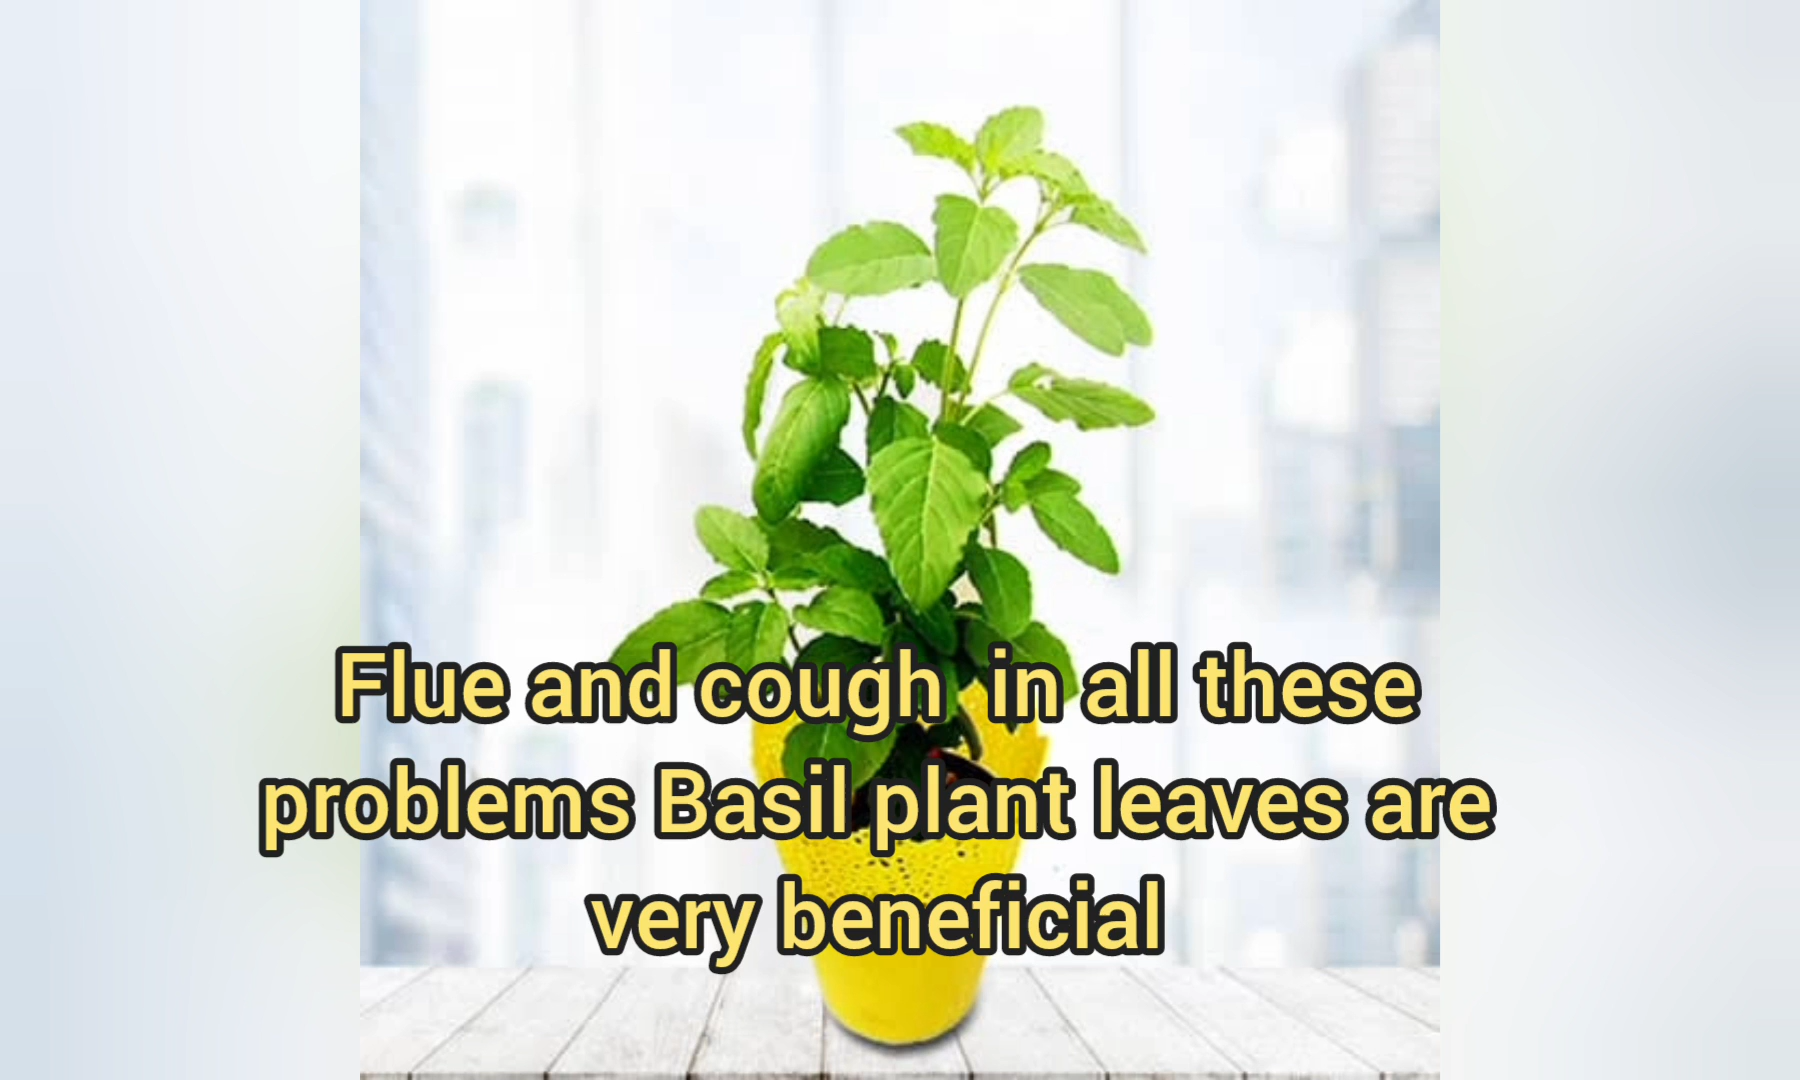 Flue and cough  in all these
problems Basil plant leaves are
very beneficial